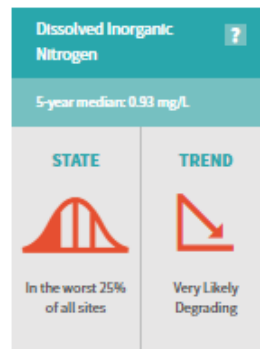 Dissolved Inorganic
Nitrogen
?
5-year median: 0.93 mg/L
STATE
TREND
In the worst 25%
of all sites
Very Likely
Degrading